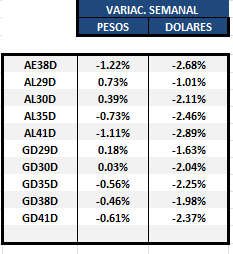 VARIAC. SEMANAL
PESOS DOLARES
AE38D -1.22% -2.68%
AL29D 0.73% -1.01%
AL30D 0.39% -2.11%
AL35D -0.73% -2.46%
AL41D -1.11% -2.89%
GD29D 0.18% -1.63%
GD30D 0.03% -2.04%
GD35D -0.56% -2.25%
GD38D -0.46% -1.98%
GD41D -0.61% -2.37%